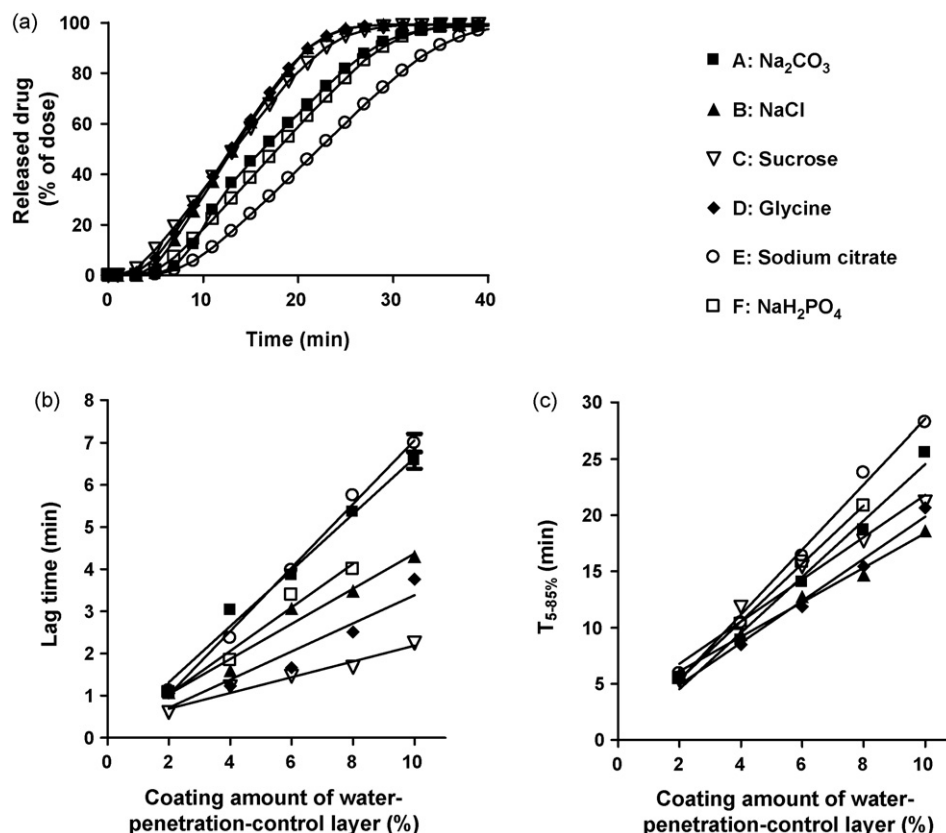 (a)
Released drug
(% of dose)
100
80
60
40
20
0
0 10 20 30 40
Time (min)
A: Na₂CO₃
B: NaCl
C: Sucrose
D: Glycine
E: Sodium citrate
F: NaH₂PO₄
(b)
Lag time (min)
8
7
6
5
4
3
2
1
0
0 2 4 6 8 10
Coating amount of water-
penetration-control layer (%)
(c)
T₅₋₈₅% (min)
30
25
20
15
10
5
0
0 2 4 6 8 10
Coating amount of water-
penetration-control layer (%)